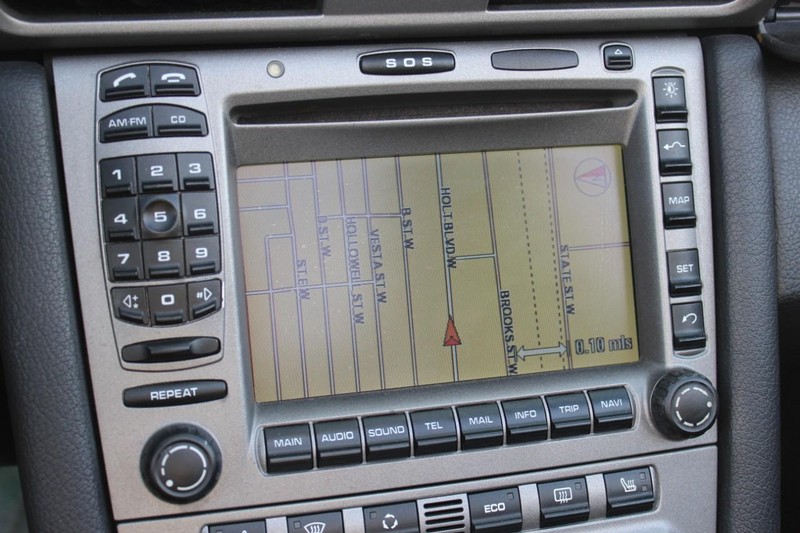 SOS
AM·FM CD
1 2 3
4 5 6
7 8 9
0 #
REPEAT
MAP
SET
D.ST.W
B.ST.W
HOLT.BLVD.W
HOLLOWELL.ST.W
VESTA.ST.W
STATE.ST.W
S.T.E.W
BROOKS.ST.W
0.10 mls
MAIN AUDIO SOUND TEL MAIL INFO TRIP NAVI
ECO